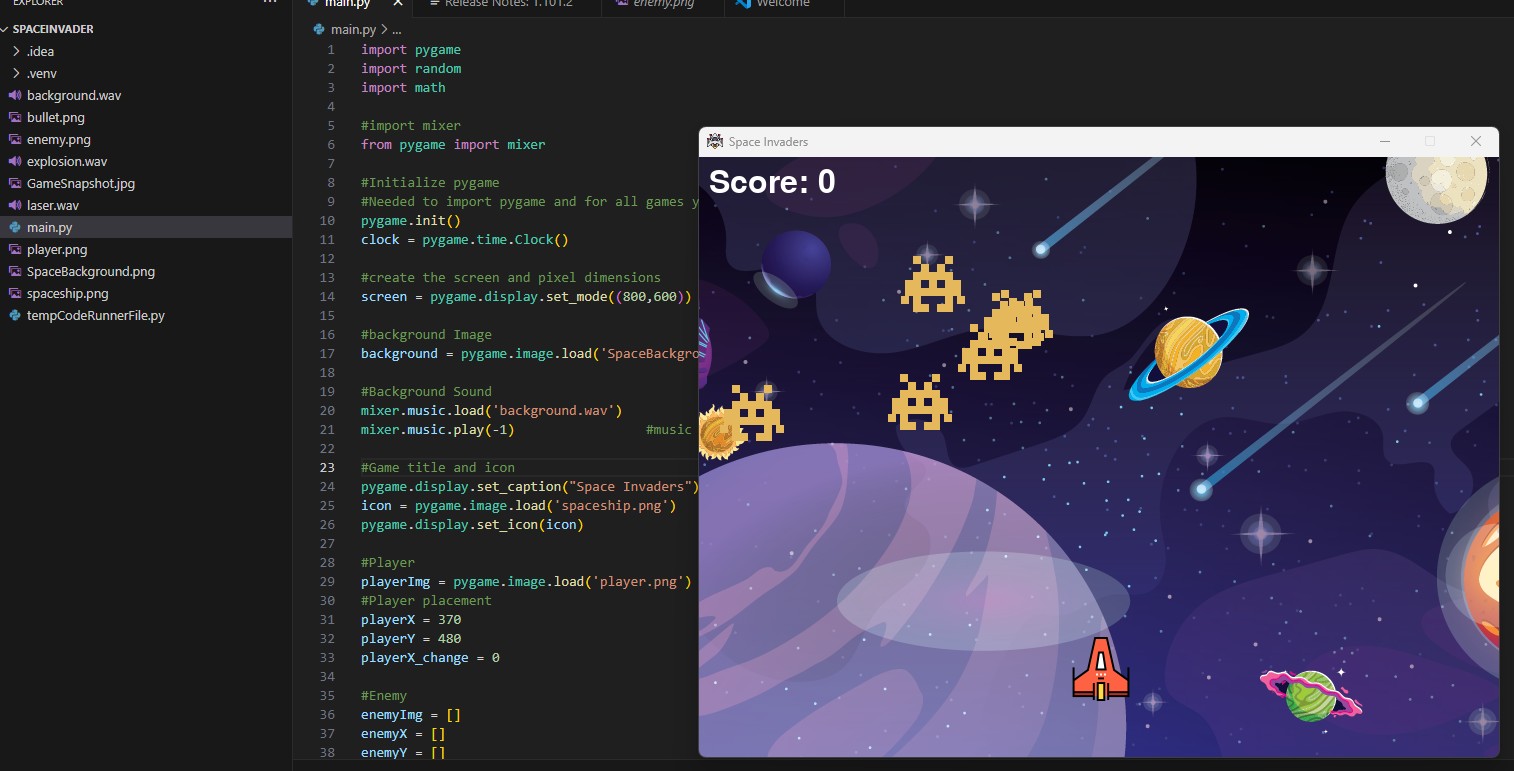 EXPLORER
main.py
Release Notes: 1.101.2
enemy.png
Welcome
SPACEINVADER
.idea
.venv
background.wav
bullet.png
enemy.png
explosion.wav
GameSnapshot.jpg
laser.wav
main.py
player.png
SpaceBackground.png
spaceship.png
tempCodeRunnerFile.py
main.py > ...
1 import pygame
2 import random
3 import math
4
5 #import mixer
6 from pygame import mixer
7
8 #Initialize pygame
9 #Needed to import pygame and for all games y
10 pygame.init()
11 clock = pygame.time.Clock()
12
13 #create the screen and pixel dimensions
14 screen = pygame.display.set_mode((800,600))
15
16 #background Image
17 background = pygame.image.load('SpaceBackgro
18
19 #Background Sound
20 mixer.music.load('background.wav')
21 mixer.music.play(-1) #music
22
23 #Game title and icon
24 pygame.display.set_caption("Space Invaders")
25 icon = pygame.image.load('spaceship.png')
26 pygame.display.set_icon(icon)
27
28 #Player
29 playerImg = pygame.image.load('player.png')
30 #Player placement
31 playerX = 370
32 playerY = 480
33 playerX_change = 0
34
35 #Enemy
36 enemyImg = []
37 enemyX = []
38 enemyY = []
Space Invaders
Score: 0